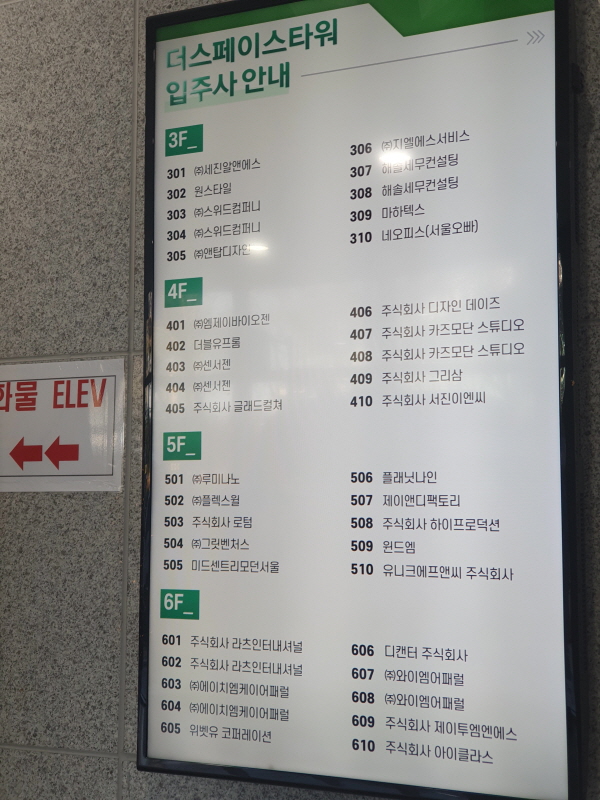 더스페이스타워
입주사 안내
3F_
301 ㈜세진알앤에스
302 원스타일
303 ㈜스위드컴퍼니
304 ㈜스위드컴퍼니
305 ㈜앤탑디자인
306 ㈜지엘에스서비스
307 해솔세무컨설팅
308 해솔세무컨설팅
309 마하텍스
310 네오피스(서울오빠)
4F_
401 ㈜엠제이바이오젠
402 더블유프롬
403 ㈜센서젠
404 ㈜센서젠
405 주식회사 글래드컬쳐
406 주식회사 디자인 데이즈
407 주식회사 카즈모단 스튜디오
408 주식회사 카즈모단 스튜디오
409 주식회사 그리삼
410 주식회사 서진이엔씨
5F_
501 ㈜루미나노
502 ㈜플렉스윌
503 주식회사 로텀
504 ㈜그릿벤처스
505 미드센트리모던서울
506 플래닛나인
507 제이앤디팩토리
508 주식회사 하이프로덕션
509 윈드엠
510 유니크에프앤씨 주식회사
6F_
601 주식회사 라츠인터내셔널
602 주식회사 라츠인터내셔널
603 ㈜에이치엠케이어패럴
604 ㈜에이치엠케이어패럴
605 위벳유 코퍼레이션
606 디캔터 주식회사
607 ㈜와이엠어패럴
608 ㈜와이엠어패럴
609 주식회사 제이투엠엔에스
610 주식회사 아이클라스
화물 ELEV